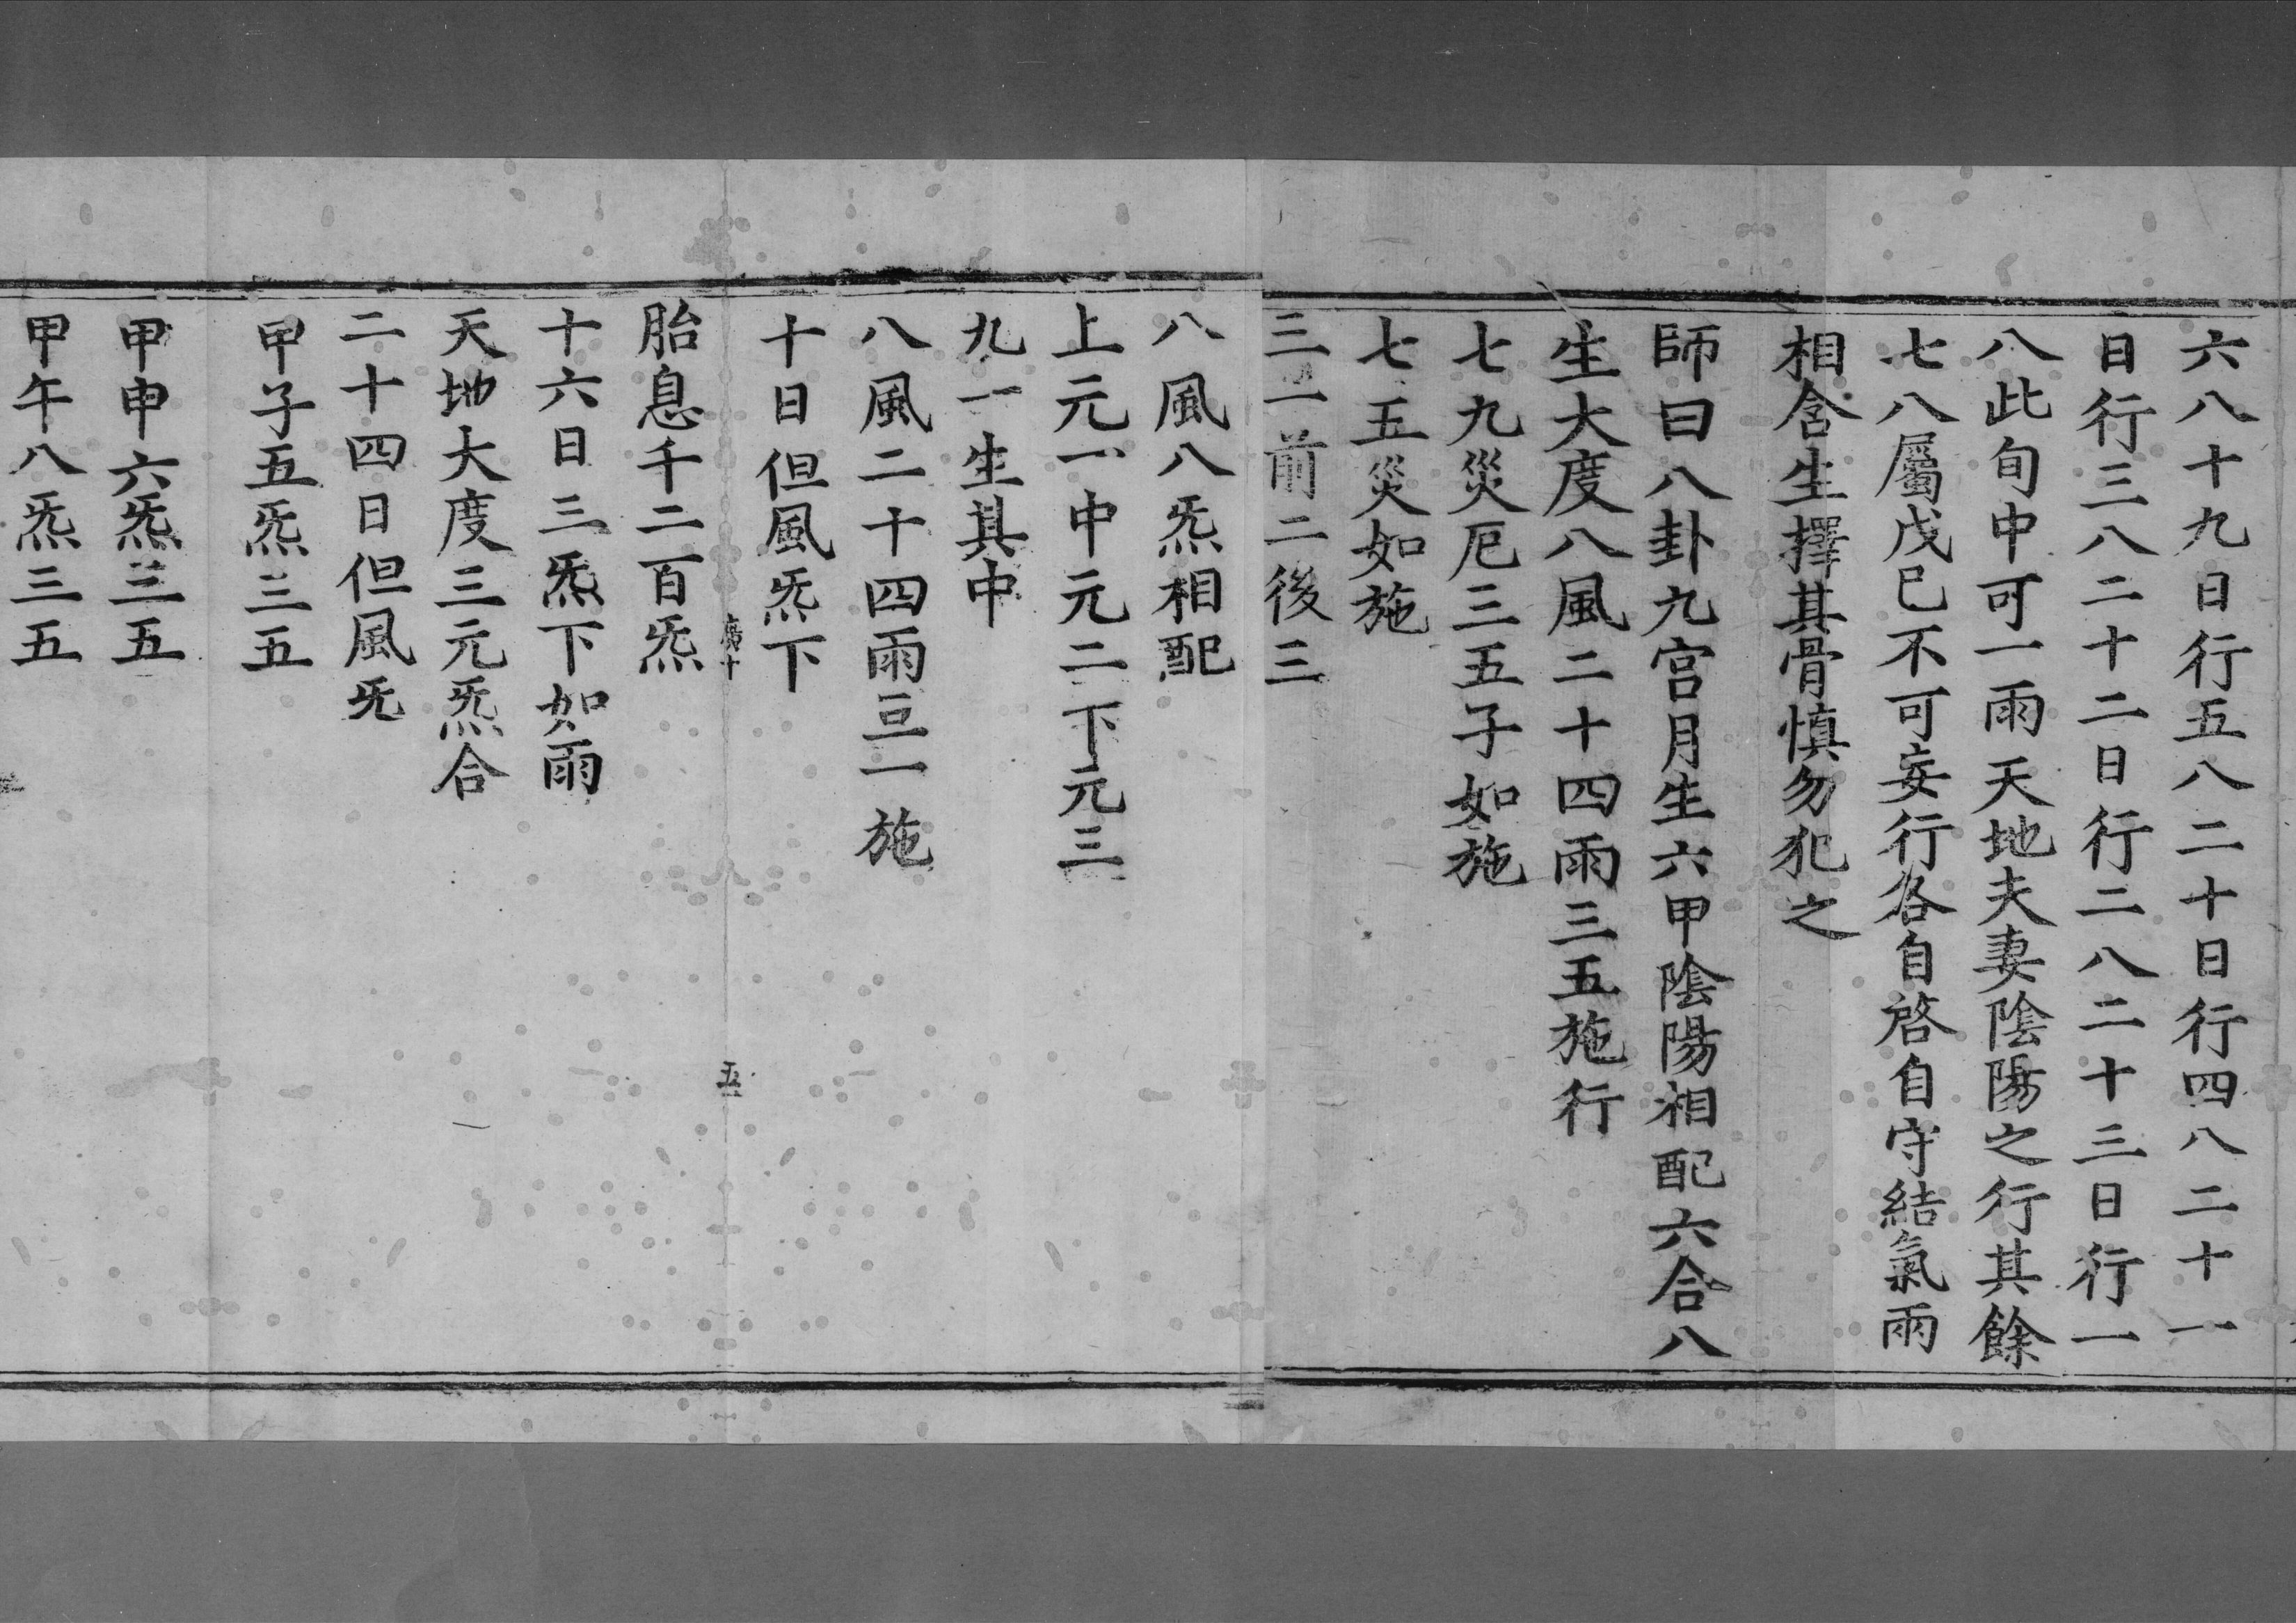 六八十九日行五八二十日行四八二十一
日行三八二十二日行二八二十三日行一
八此旬中可一雨天地夫妻陰陽之行其餘
七八屬戊巳不可妄行各自啓自守結氣兩
相含生擇其骨慎勿犯之
師曰八卦九宮月生六甲陰陽相配六合八
生大度八風二十四雨三五施行
七九災厄三五子如施
七五災如施
三一前二後三
八風八炁相配
上元一中元二下元三
九一生其中
八風二十四雨三一施
十日但風炁下
五
胎息千二百炁
十六日三炁下如雨
天地大度三元炁合
二十四日但風炁
甲子五炁三五
甲申六炁三五
甲午八炁三五